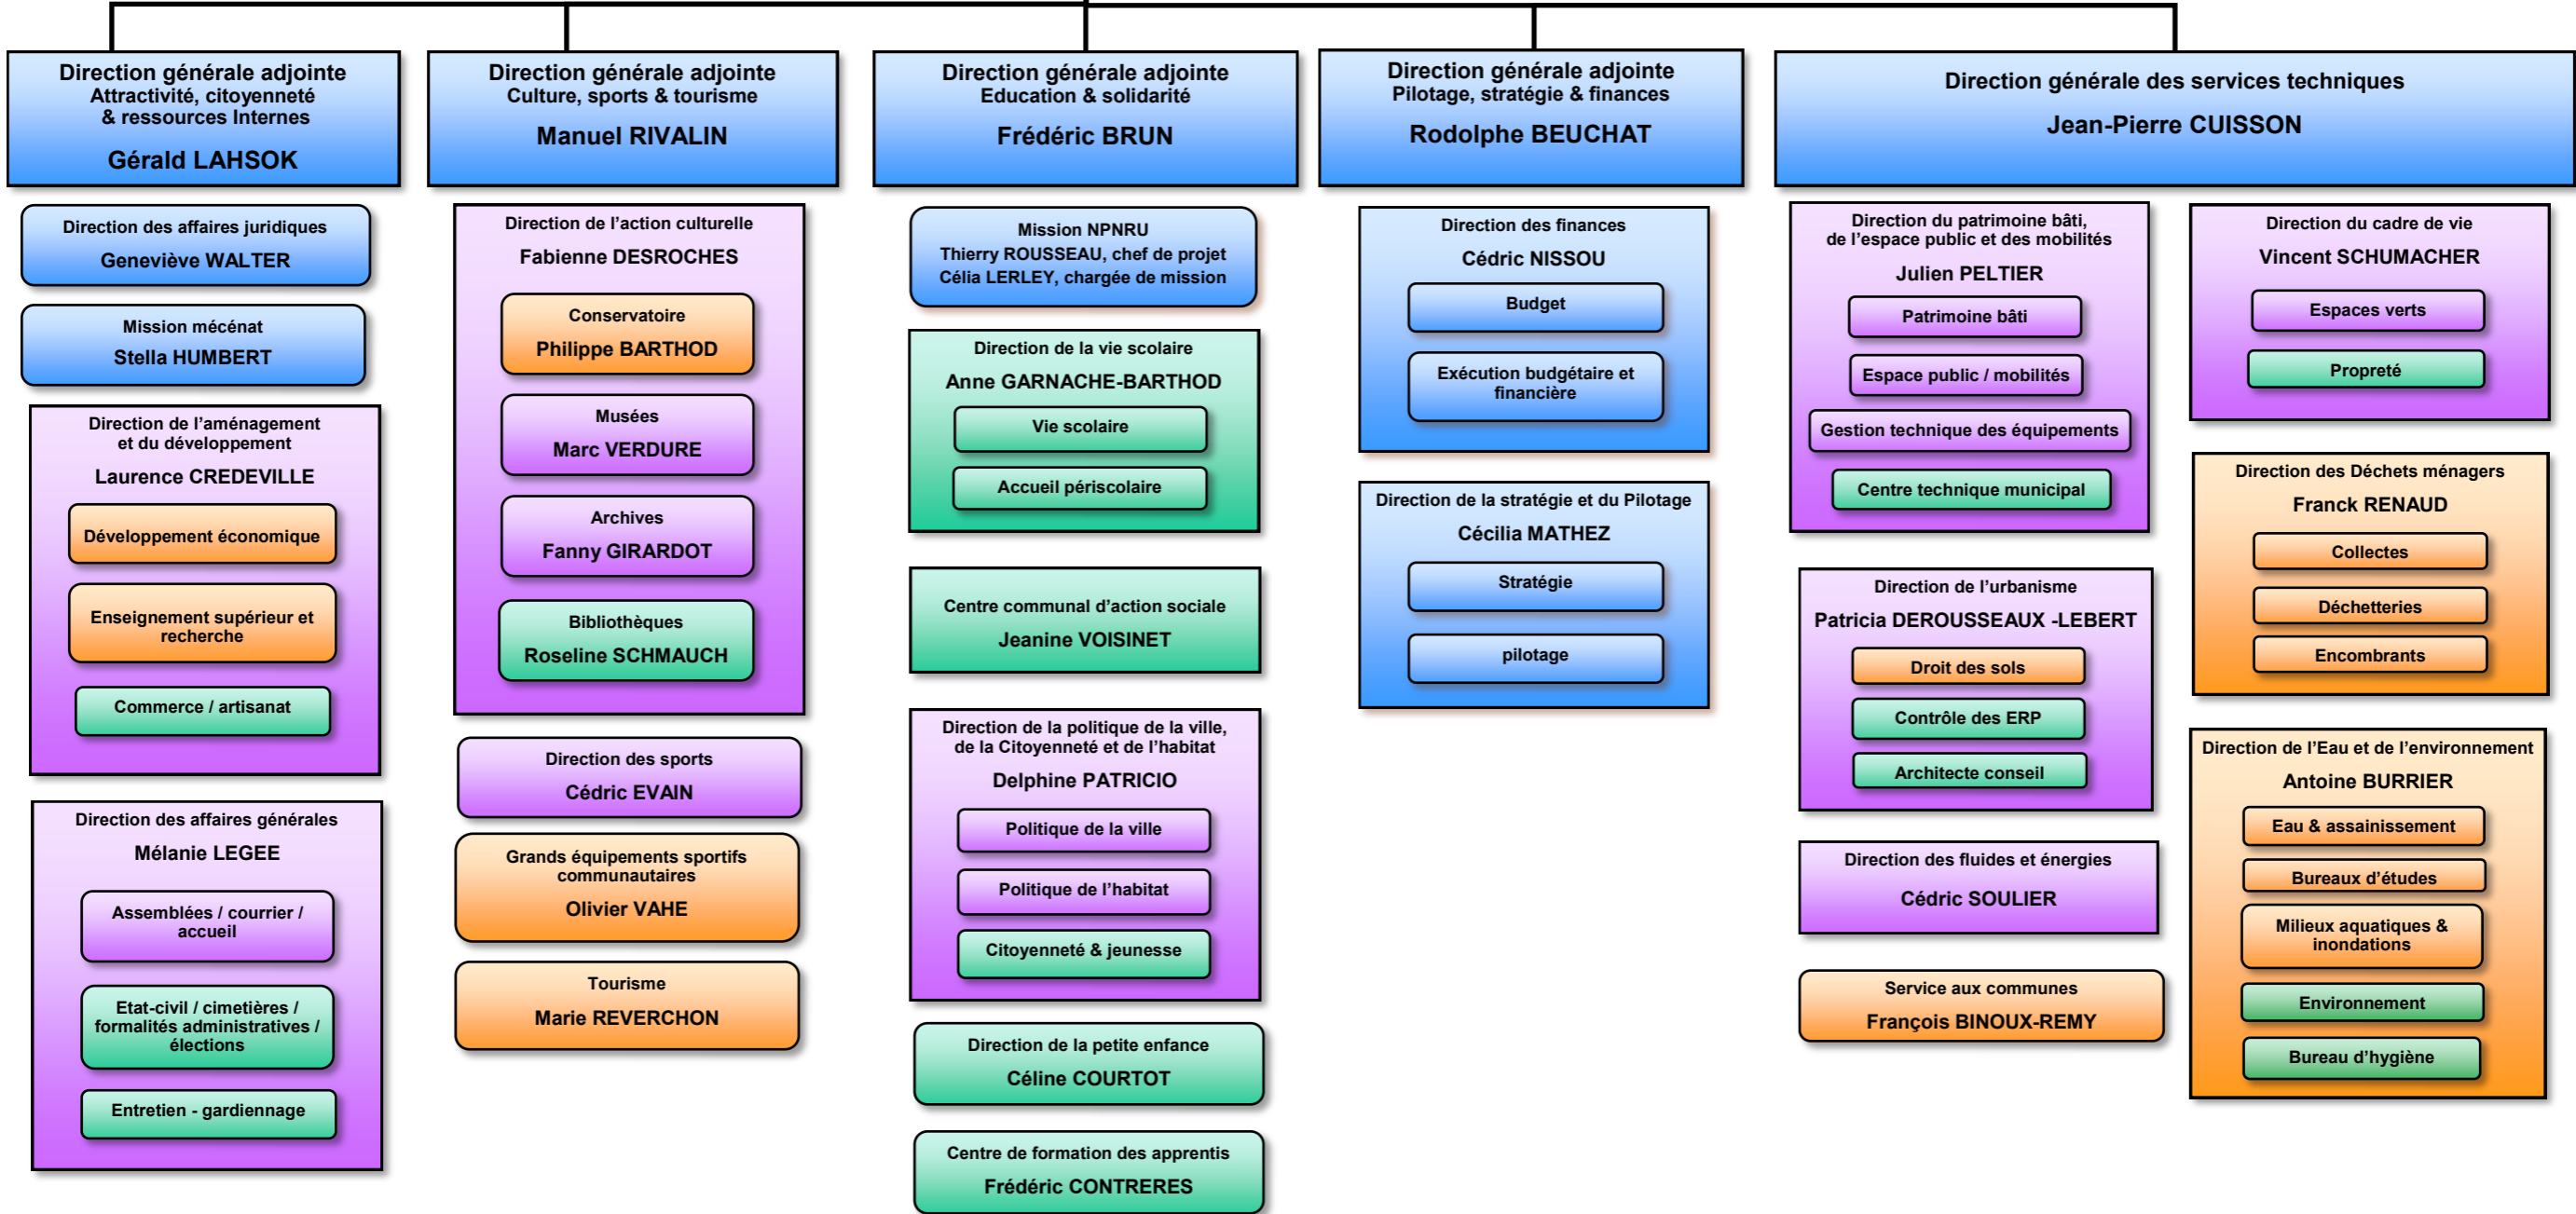 Direction générale adjointe
Attractivité, citoyenneté
& ressources Internes
Gérald LAHSOK
Direction des affaires juridiques
Geneviève WALTER
Mission mécénat
Stella HUMBERT
Direction de l’aménagement
et du développement
Laurence CREDEVILLE
Développement économique
Enseignement supérieur et
recherche
Commerce / artisanat
Direction des affaires générales
Mélanie LEGEE
Assemblées / courrier /
accueil
Etat-civil / cimetières /
formalités administratives /
élections
Entretien - gardiennage
Direction générale adjointe
Culture, sports & tourisme
Manuel RIVALIN
Direction de l’action culturelle
Fabienne DESROCHES
Conservatoire
Philippe BARTHOD
Musées
Marc VERDURE
Archives
Fanny GIRARDOT
Bibliothèques
Roseline SCHMAUCH
Direction des sports
Cédric EVAIN
Grands équipements sportifs
communautaires
Olivier VAHE
Tourisme
Marie REVERCHON
Direction générale adjointe
Education & solidarité
Frédéric BRUN
Mission NPNRU
Thierry ROUSSEAU, chef de projet
Célia LERLEY, chargée de mission
Direction de la vie scolaire
Anne GARNACHE-BARTHOD
Vie scolaire
Accueil périscolaire
Centre communal d’action sociale
Jeanine VOISINET
Direction de la politique de la ville,
de la Citoyenneté et de l’habitat
Delphine PATRICIO
Politique de la ville
Politique de l’habitat
Citoyenneté & jeunesse
Direction de la petite enfance
Céline COURTOT
Centre de formation des apprentis
Frédéric CONTRERES
Direction générale adjointe
Pilotage, stratégie & finances
Rodolphe BEUCHAT
Direction des finances
Cédric NISSOU
Budget
Exécution budgétaire et
financière
Direction de la stratégie et du Pilotage
Cécilia MATHEZ
Stratégie
pilotage
Direction générale des services techniques
Jean-Pierre CUISSON
Direction du patrimoine bâti,
de l’espace public et des mobilités
Julien PELTIER
Patrimoine bâti
Espace public / mobilités
Gestion technique des équipements
Centre technique municipal
Direction de l’urbanisme
Patricia DEROUSSEAUX -LEBERT
Droit des sols
Contrôle des ERP
Architecte conseil
Direction des fluides et énergies
Cédric SOULIER
Service aux communes
François BINOUX-REMY
Direction du cadre de vie
Vincent SCHUMACHER
Espaces verts
Propreté
Direction des Déchets ménagers
Franck RENAUD
Collectes
Déchetteries
Encombrants
Direction de l’Eau et de l’environnement
Antoine BURRIER
Eau & assainissement
Bureaux d’études
Milieux aquatiques &
inondations
Environnement
Bureau d’hygiène